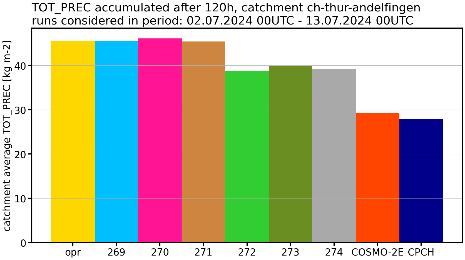 TOT_PREC accumulated after 120h, catchment ch-thur-andelfingen
runs considered in period: 02.07.2024 00UTC - 13.07.2024 00UTC
catchment average TOT_PREC [kg m-2]
40
30
20
10
0
opr 269 270 271 272 273 274 COSMO-2E CPCH